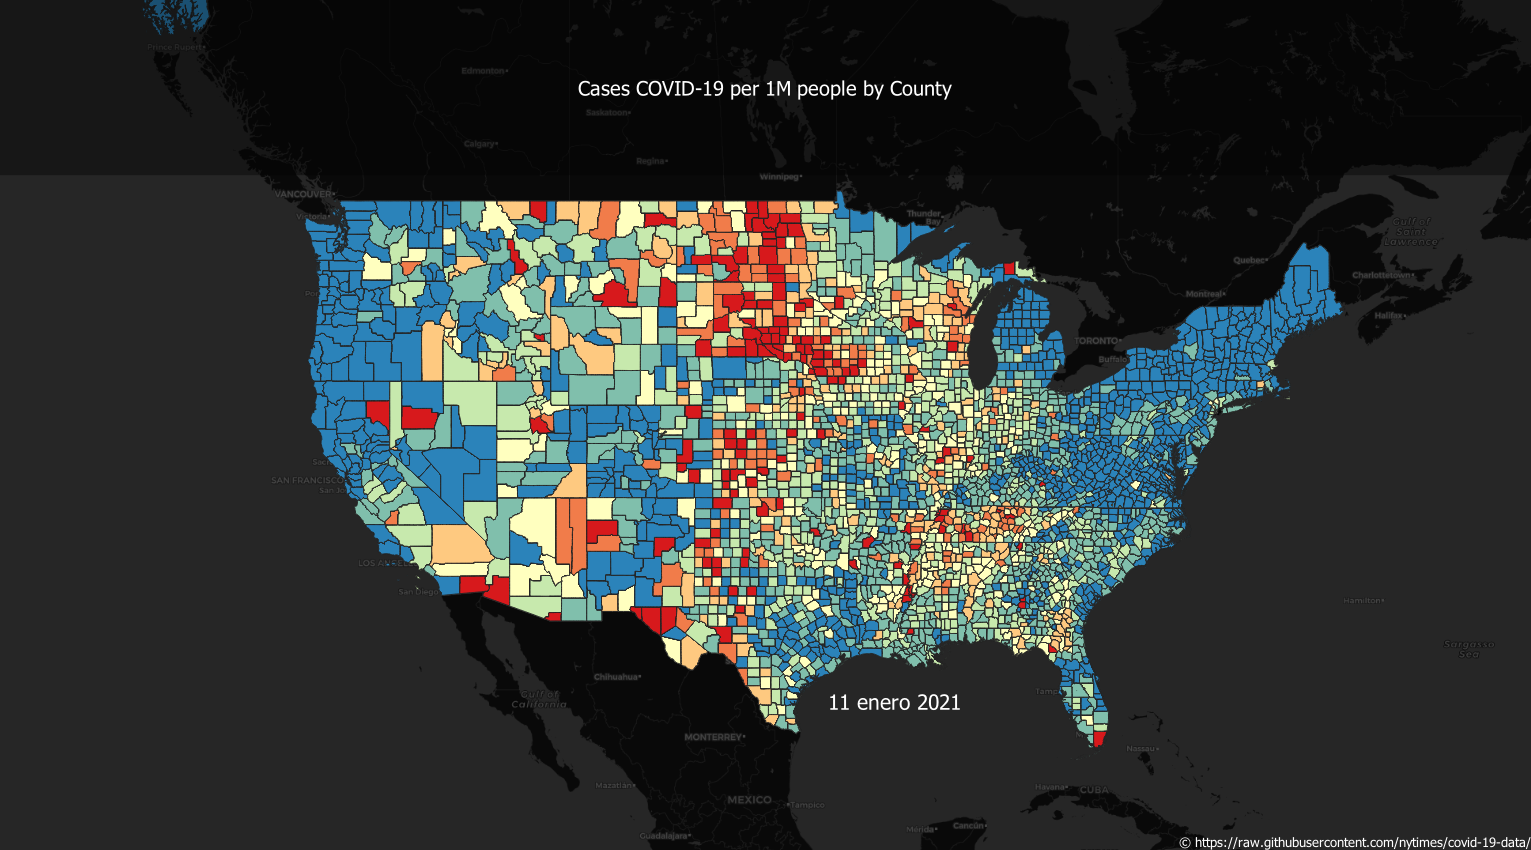 Prince Rupert
Edmonton
Cases COVID-19 per 1M people by County
Saskatoon
Calgary
Regina
Winnipeg
VANCOUVER
Victoria
Thunder
Bay
Gulf of
Saint
Lawrence
Quebec
Charlottetown
Montreal
Halifax
TORONTO
Buffalo
SAN FRANCISCO
LOS ANGELES
San Diego
Hamilton
Sargasso
Sea
Chihuahua
Gulf of
California
Tampa
11 enero 2021
MONTERREY
Nassau
Mazatlan
Havana
CUBA
MEXICO
Tampico
Guadalajara
Mérida
Cancún
© https://raw.githubusercontent.com/nytimes/covid-19-data/